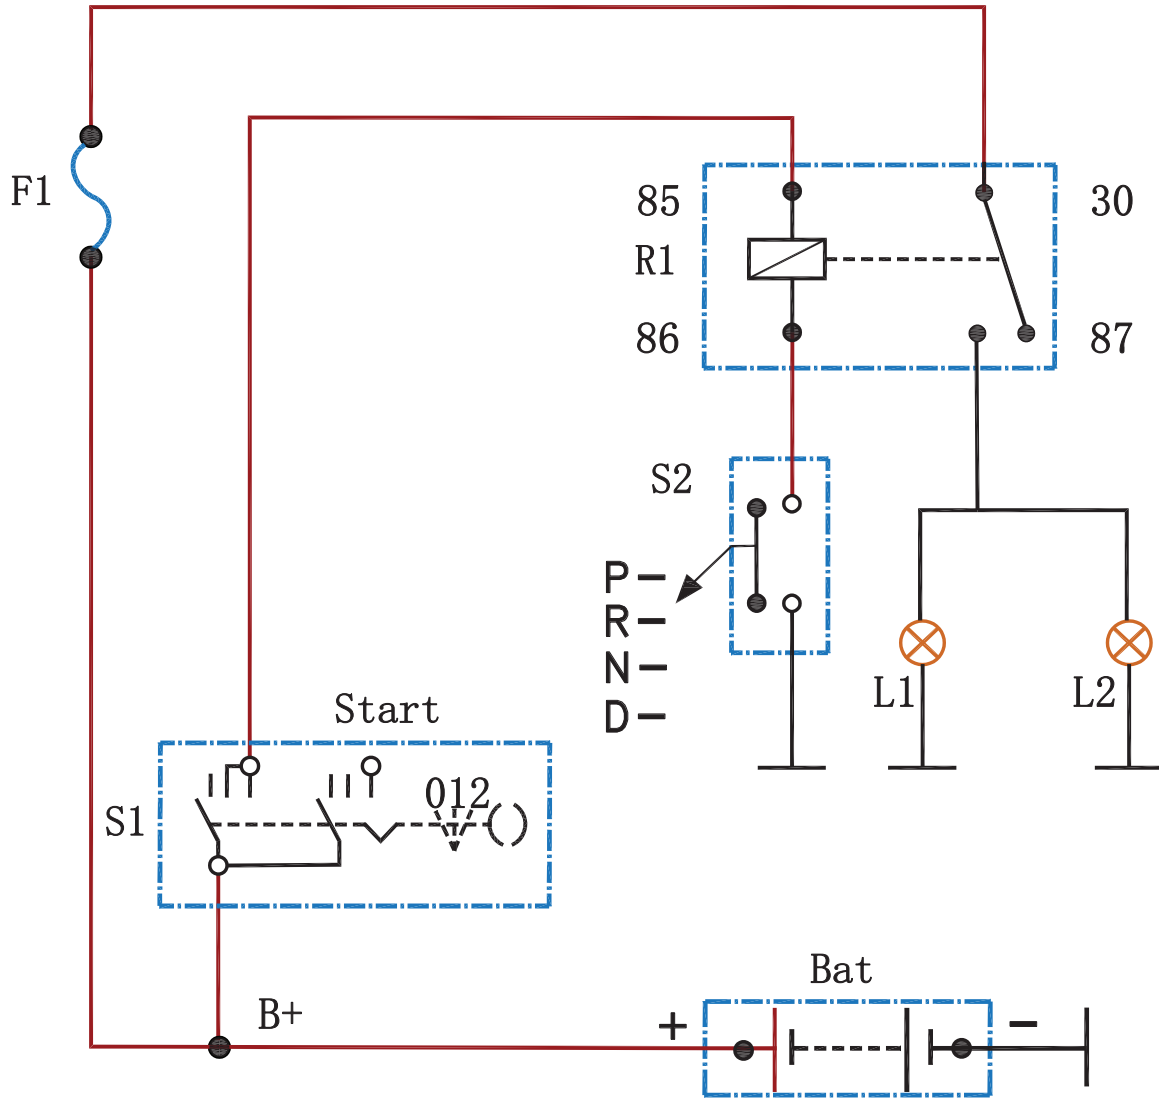 F1
85
30
R1
86
87
S2
P —
R —
N —
D —
L1
L2
Start
012
S1
Bat
B+
+
−